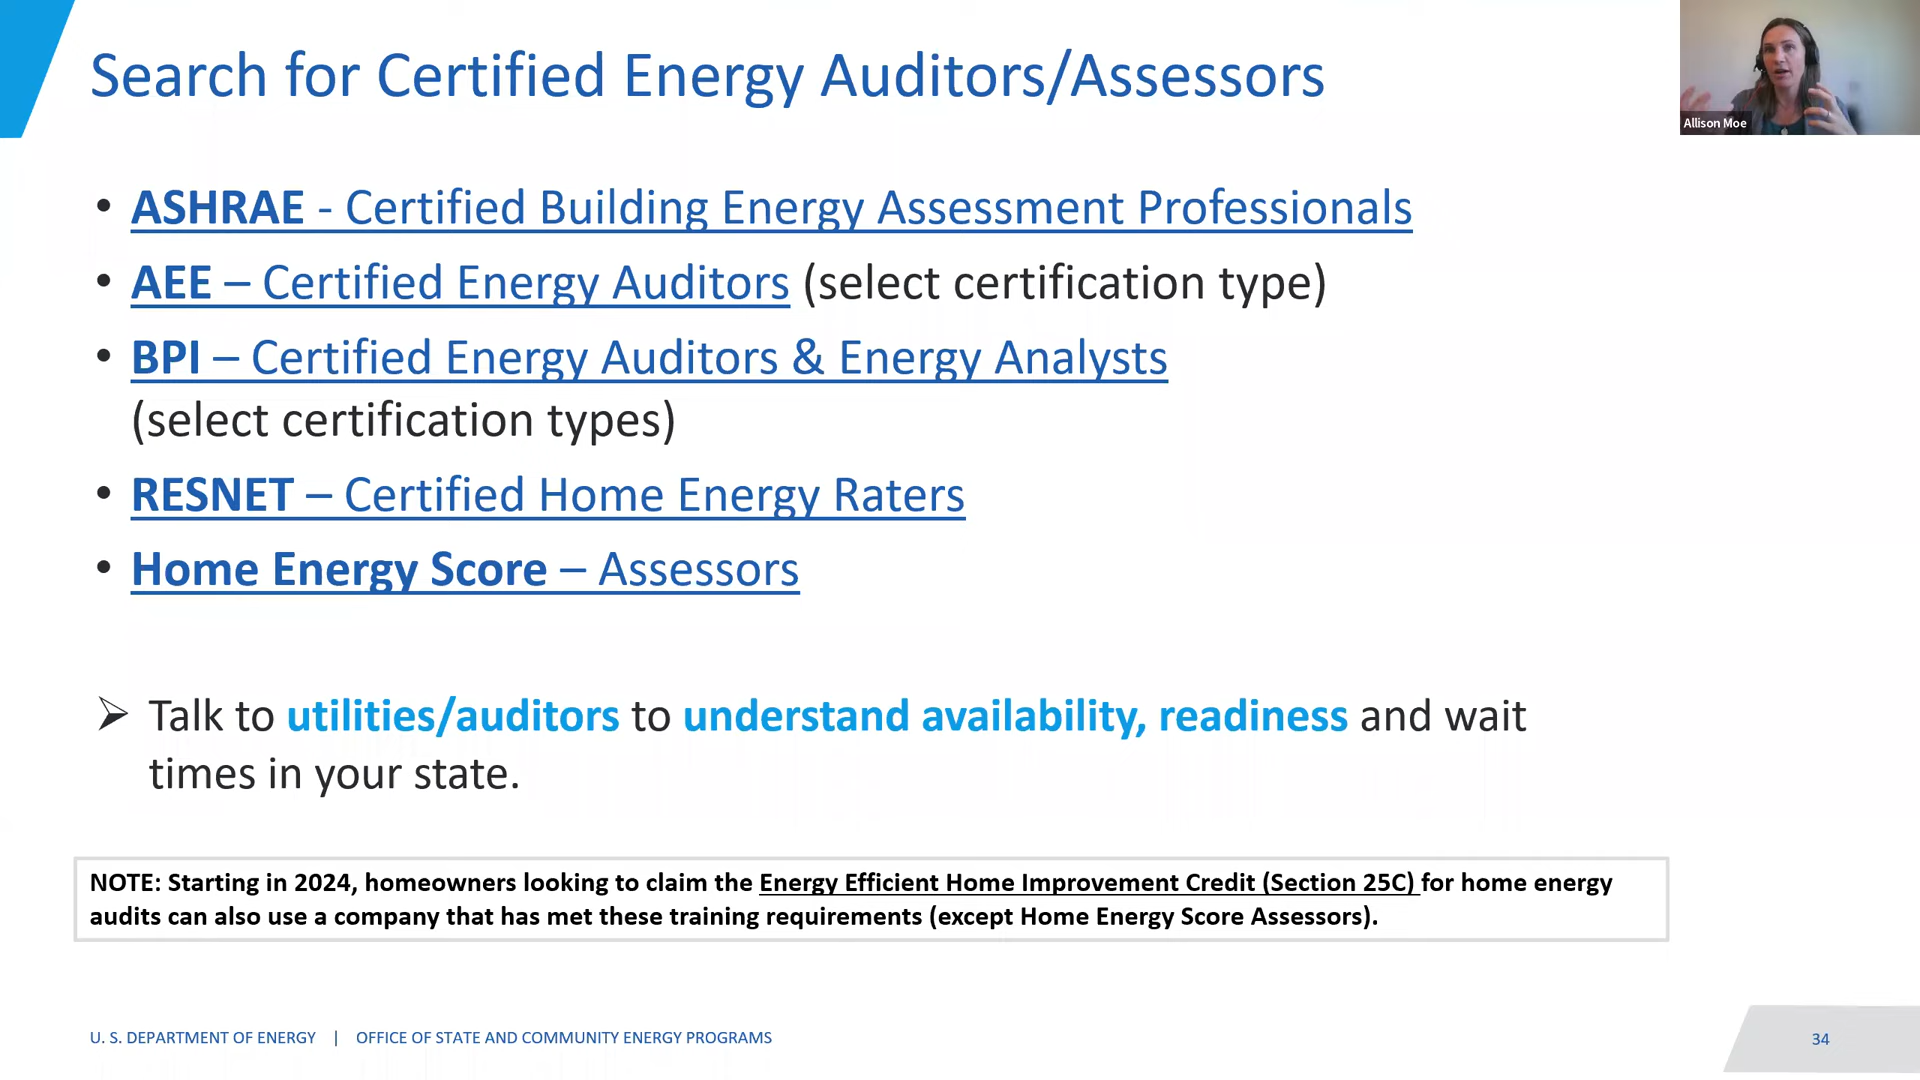 Search for Certified Energy Auditors/Assessors
Allison Moe
• ASHRAE - Certified Building Energy Assessment Professionals
• AEE – Certified Energy Auditors (select certification type)
• BPI – Certified Energy Auditors & Energy Analysts
(select certification types)
• RESNET – Certified Home Energy Raters
• Home Energy Score – Assessors
➢ Talk to utilities/auditors to understand availability, readiness and wait
times in your state.
NOTE: Starting in 2024, homeowners looking to claim the Energy Efficient Home Improvement Credit (Section 25C) for home energy
audits can also use a company that has met these training requirements (except Home Energy Score Assessors).
U. S. DEPARTMENT OF ENERGY | OFFICE OF STATE AND COMMUNITY ENERGY PROGRAMS
34